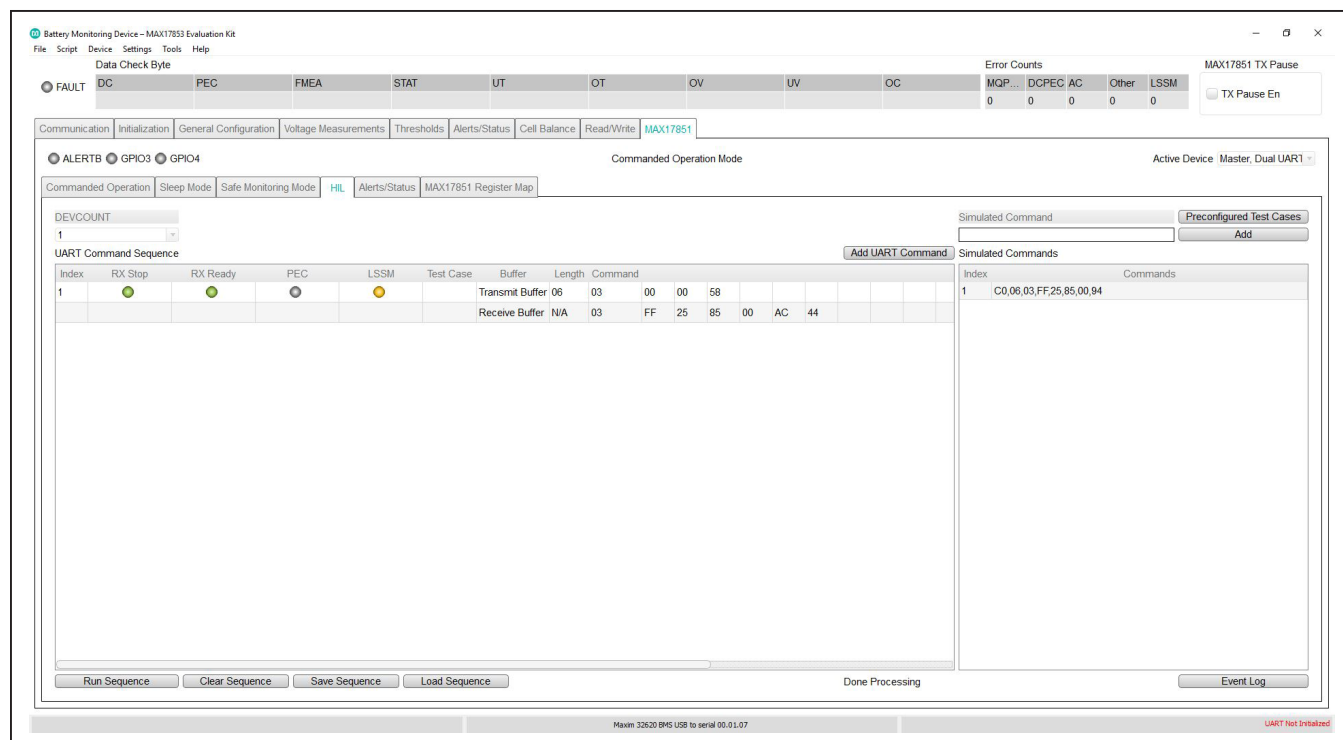 Battery Monitoring Device – MAX17853 Evaluation Kit
File Script Device Settings Tools Help
Data Check Byte Error Counts MAX17851 TX Pause
FAULT DC PEC FMEA STAT UT OT OV UV OC MQP... DCPEC AC Other LSSM TX Pause En
0 0 0 0 0
Communication Initialization General Configuration Voltage Measurements Thresholds Alerts/Status Cell Balance Read/Write MAX17851
ALERTB GPIO3 GPIO4 Commanded Operation Mode Active Device Master, Dual UART
Commanded Operation Sleep Mode Safe Monitoring Mode HIL Alerts/Status MAX17851 Register Map
DEVCOUNT Simulated Command Preconfigured Test Cases
1 Add
UART Command Sequence Add UART Command Simulated Commands
Index RX Stop RX Ready PEC LSSM Test Case Buffer Length Command Index Commands
1 Transmit Buffer 06 03 00 00 58 1 C0,06,03,FF,25,85,00,94
Receive Buffer N/A 03 FF 25 85 00 AC 44
Run Sequence Clear Sequence Save Sequence Load Sequence Done Processing Event Log
Maxim 32620 BMS USB to serial 00.01.07 UART Not Initialized